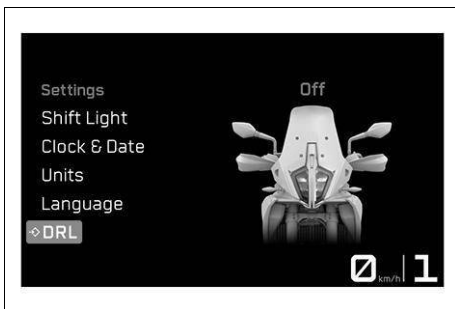 Settings
Off
Shift Light
Clock & Date
Units
Language
DRL
0 km/h 1